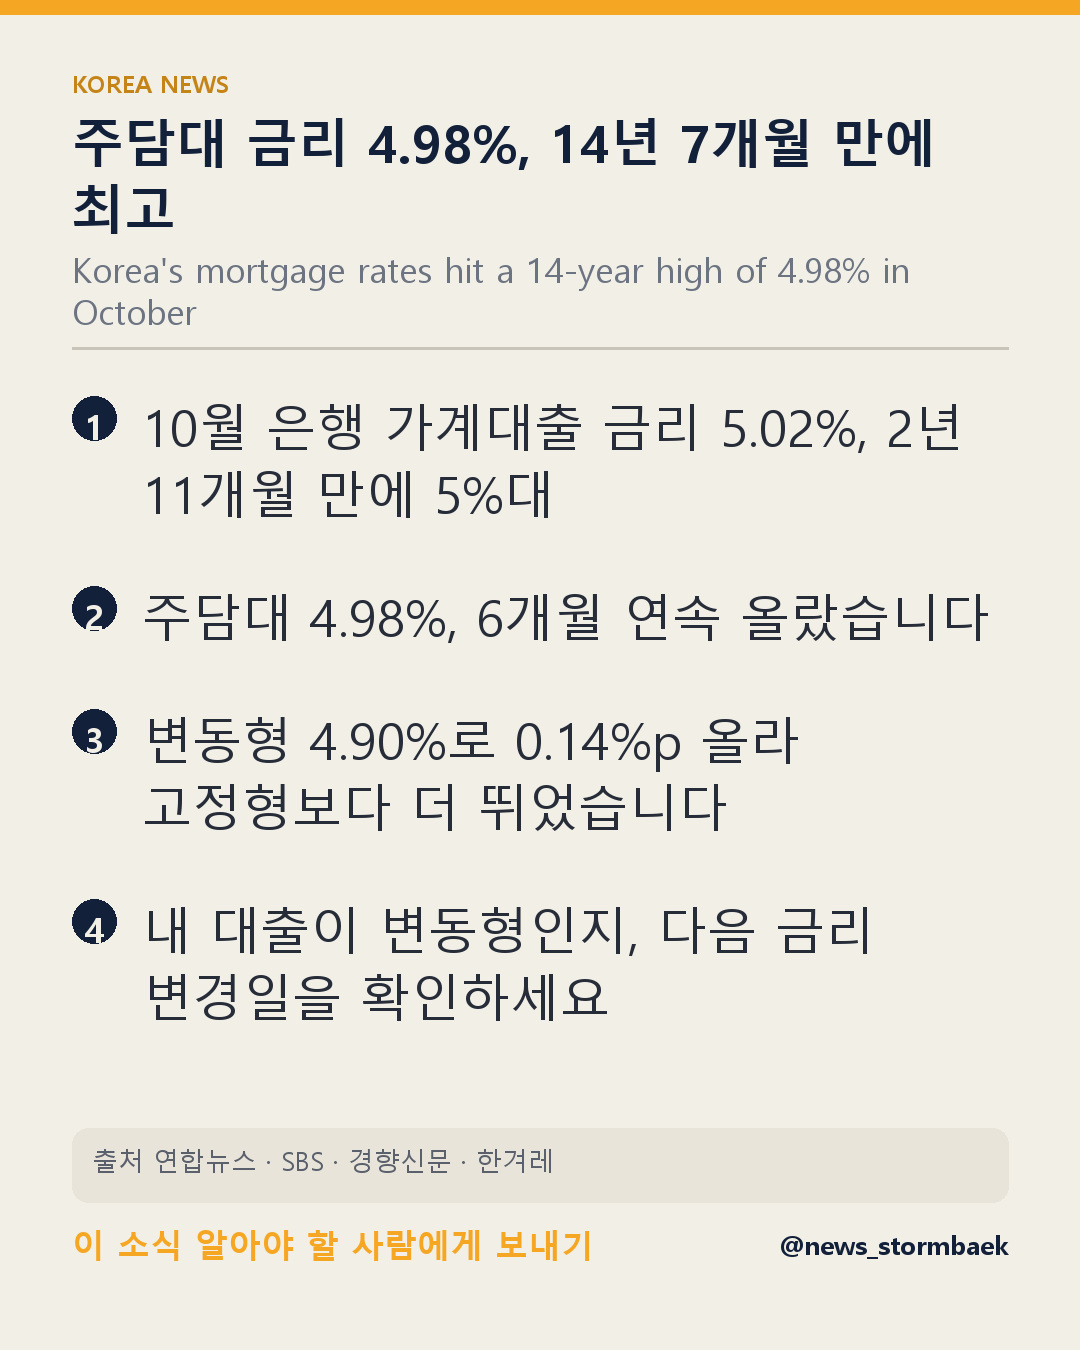 KOREA NEWS
주담대 금리 4.98%, 14년 7개월 만에
최고
Korea's mortgage rates hit a 14-year high of 4.98% in
October
1 10월 은행 가계대출 금리 5.02%, 2년
11개월 만에 5%대
2 주담대 4.98%, 6개월 연속 올랐습니다
3 변동형 4.90%로 0.14%p 올라
고정형보다 더 뛰었습니다
4 내 대출이 변동형인지, 다음 금리
변경일을 확인하세요
출처 연합뉴스 · SBS · 경향신문 · 한겨레
이 소식 알아야 할 사람에게 보내기
@news_stormbaek